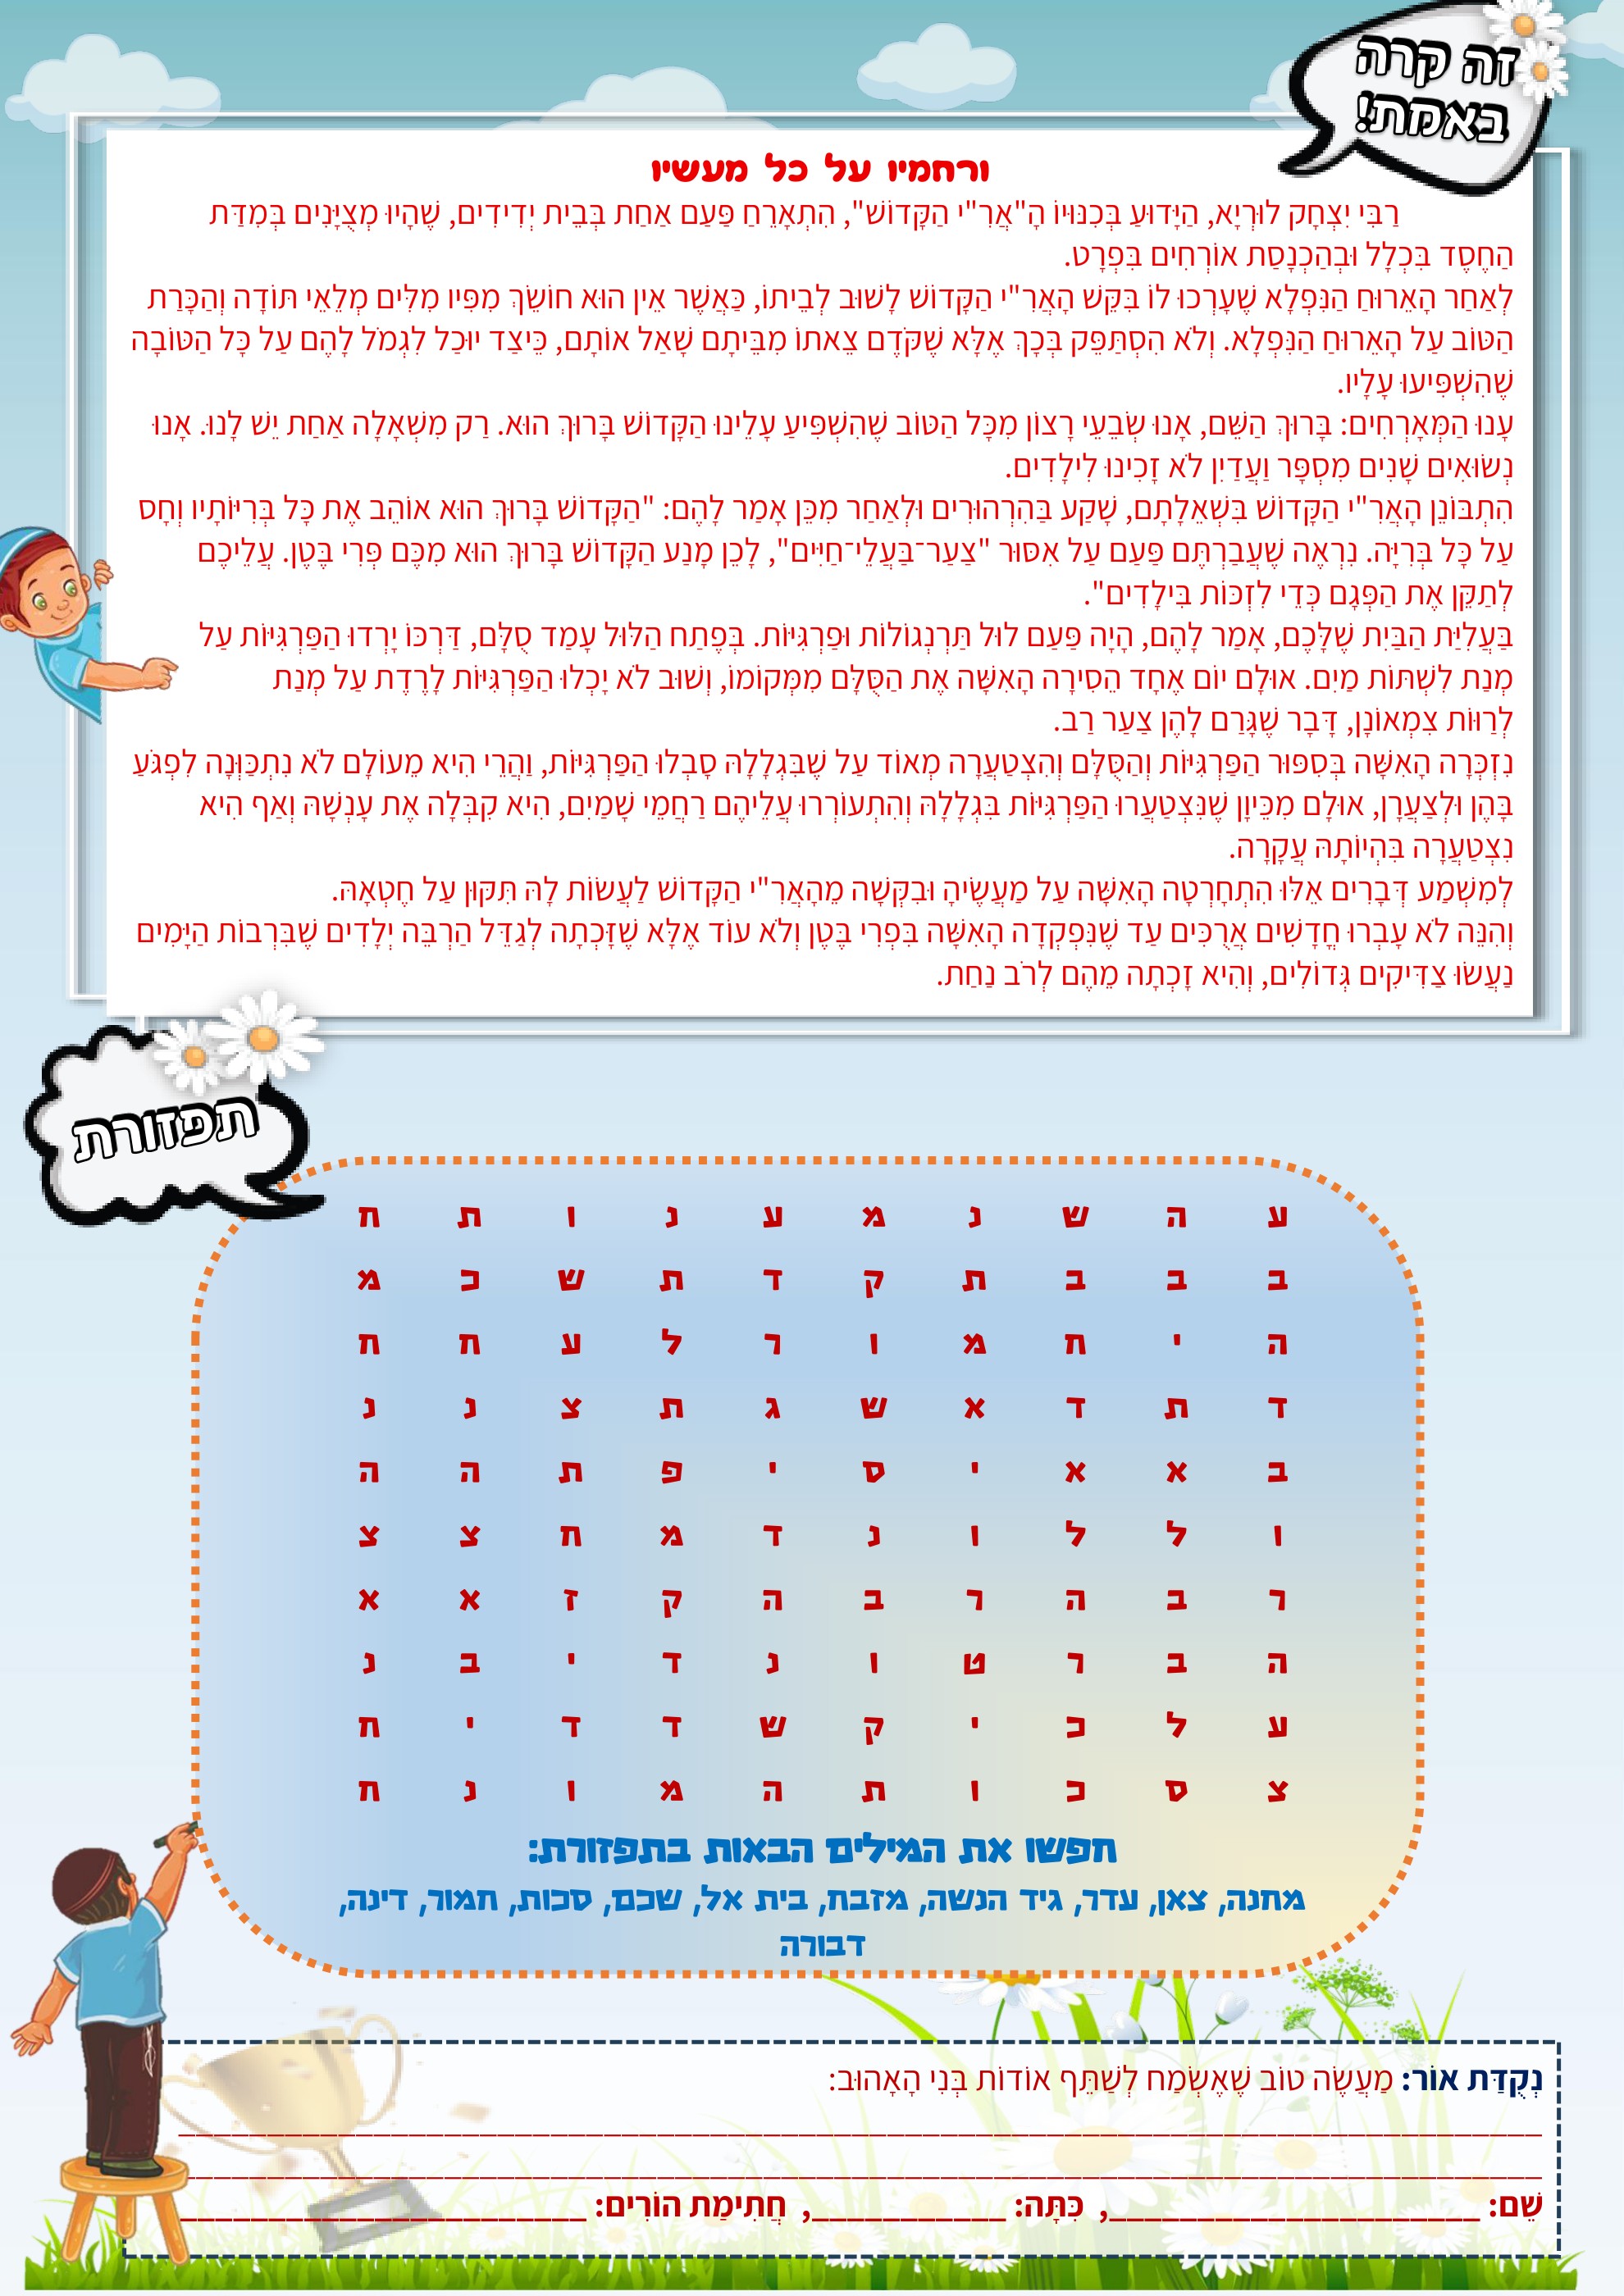 זה קרה
באמת!
ורחמיו על כל מעשיו
רַבִּי יִצְחָק לוּרְיָא, הַיָּדוּעַ בְּכִנּוּיוֹ הָ"אֲרִ"י הַקָּדוֹשׁ", הִתְאָרֵחַ פַּעַם אַחַת בְּבֵית יְדִידִים, שֶׁהָיוּ מְצֻיָּנִים בְּמִדַּת
הַחֶסֶד בִּכְלָל וּבְהַכְנָסַת אוֹרְחִים בִּפְרָט.
לְאַחַר הָאֵרוּחַ הַנִּפְלָא שֶׁעָרְכוּ לוֹ בִּקֵּשׁ הָאֲרִ"י הַקָּדוֹשׁ לָשׁוּב לְבֵיתוֹ, כַּאֲשֶׁר אֵין הוּא חוֹשֵׂךְ מִפִּיו מִלִּים מְלֵאֵי תּוֹדָה וְהַכָּרַת
הַטּוֹב עַל הָאֵרוּחַ הַנִּפְלָא. וְלֹא הִסְתַּפֵּק בְּכָךְ אֶלָּא שֶׁקֹּדֶם צֵאתוֹ מִבֵּיתָם שָׁאַל אוֹתָם, כֵּיצַד יוּכַל לִגְמֹל לָהֶם עַל כָּל הַטּוֹבָה
שֶׁהִשְׁפִּיעוּ עָלָיו.
עָנוּ הַמְּאָרְחִים: בָּרוּךְ הַשֵּׁם, אָנוּ שְׂבֵעֵי רָצוֹן מִכָּל הַטּוֹב שֶׁהִשְׁפִּיעַ עָלֵינוּ הַקָּדוֹשׁ בָּרוּךְ הוּא. רַק מִשְׁאָלָה אַחַת יֵשׁ לָנוּ. אָנוּ
נְשׂוּאִים שָׁנִים מִסְפָּר וַעֲדַיִן לֹא זָכִינוּ לִילָדִים.
הִתְבּוֹנֵן הָאֲרִ"י הַקָּדוֹשׁ בִּשְׁאֵלָתָם, שָׁקַע בַּהִרְהוּרִים וּלְאַחַר מִכֵּן אָמַר לָהֶם: "הַקָּדוֹשׁ בָּרוּךְ הוּא אוֹהֵב אֶת כָּל בְּרִיּוֹתָיו וְחָס
עַל כָּל בְּרִיָּה. נִרְאֶה שֶׁעֲבַרְתֶּם פַּעַם עַל אִסּוּר "צַעַר־בַּעֲלֵי־חַיִּים", לָכֵן מָנַע הַקָּדוֹשׁ בָּרוּךְ הוּא מִכֶּם פְּרִי בֶּטֶן. עֲלֵיכֶם
לְתַקֵּן אֶת הַפְּגָם כְּדֵי לִזְכּוֹת בִּילָדִים".
בַּעֲלִיַּת הַבַּיִת שֶׁלָּכֶם, אָמַר לָהֶם, הָיָה פַּעַם לוּל תַּרְנְגוֹלוֹת וּפַרְגִּיּוֹת. בְּפֶתַח הַלּוּל עָמַד סֻלָּם, דַּרְכּוֹ יָרְדוּ הַפַּרְגִּיּוֹת עַל
מְנַת לִשְׁתּוֹת מַיִם. אוּלָם יוֹם אֶחָד הֵסִירָה הָאִשָּׁה אֶת הַסֻּלָּם מִמְּקוֹמוֹ, וְשׁוּב לֹא יָכְלוּ הַפַּרְגִּיּוֹת לָרֶדֶת עַל מְנַת
לְרַוּוֹת צִמְאוֹנָן, דָּבָר שֶׁגָּרַם לָהֶן צַעַר רַב.
נִזְכְּרָה הָאִשָּׁה בְּסִפּוּר הַפַּרְגִּיּוֹת וְהַסֻּלָּם וְהִצְטַעֲרָה מְאוֹד עַל שֶׁבִּגְלָלָהּ סָבְלוּ הַפַּרְגִּיּוֹת, וַהֲרֵי הִיא מֵעוֹלָם לֹא נִתְכַּוְּנָה לִפְגֹּעַ
בָּהֶן וּלְצַעֲרָן, אוּלָם מִכֵּיוָן שֶׁנִּצְטַעֲרוּ הַפַּרְגִּיּוֹת בִּגְלָלָהּ וְהִתְעוֹרְרוּ עֲלֵיהֶם רַחֲמֵי שָׁמַיִם, הִיא קִבְּלָה אֶת עָנְשָׁהּ וְאַף הִיא
נִצְטַעֲרָה בִּהְיוֹתָהּ עֲקָרָה.
לְמִשְׁמַע דְּבָרִים אֵלּוּ הִתְחָרְטָה הָאִשָּׁה עַל מַעֲשֶׂיהָ וּבִקְּשָׁה מֵהָאֲרִ"י הַקָּדוֹשׁ לַעֲשׂוֹת לָהּ תִּקּוּן עַל חֶטְאָהּ.
וְהִנֵּה לֹא עָבְרוּ חֳדָשִׁים אֲרֻכִּים עַד שֶׁנִּפְקְדָה הָאִשָּׁה בִּפְרִי בֶּטֶן וְלֹא עוֹד אֶלָּא שֶׁזָּכְתָה לְגַדֵּל הַרְבֵּה יְלָדִים שֶׁבִּרְבוֹת הַיָּמִים
נַעֲשׂוּ צַדִּיקִים גְּדוֹלִים, וְהִיא זָכְתָה מֵהֶם לְרֹב נַחַת.
תפזורת
ע ה ש נ מ ע נ ו ת ח
ב ב ב ת ק ד ת ש כ מ
ה י ח מ ו ר ל ע ח ח
ד ת ד א ש ג ת צ נ נ
ב א א י ס י פ ת ה ה
ו ל ל ו נ ד מ ח צ צ
ר ב ה ר ב ה ק ז א א
ה ב ר ט ו נ ד י ב נ
ע ל כ י ק ש ד ד י ח
צ ס כ ו ת ה מ ו נ ח
חפשו את המילים הבאות בתפזורת:
מחנה, צאן, עדר, גיד הנשה, מזבח, בית אל, שכם, סכות, חמור, דינה,
דבורה
נְקֻדַּת אוֹר: מַעֲשֶׂה טוֹב שֶׁאֶשְׂמַח לְשַׁתֵּף אוֹדוֹת בְּנִי הָאָהוּב:
שֵׁם: ____________________, כִּתָּה: ___________, חֲתִימַת הוֹרִים: ______________________